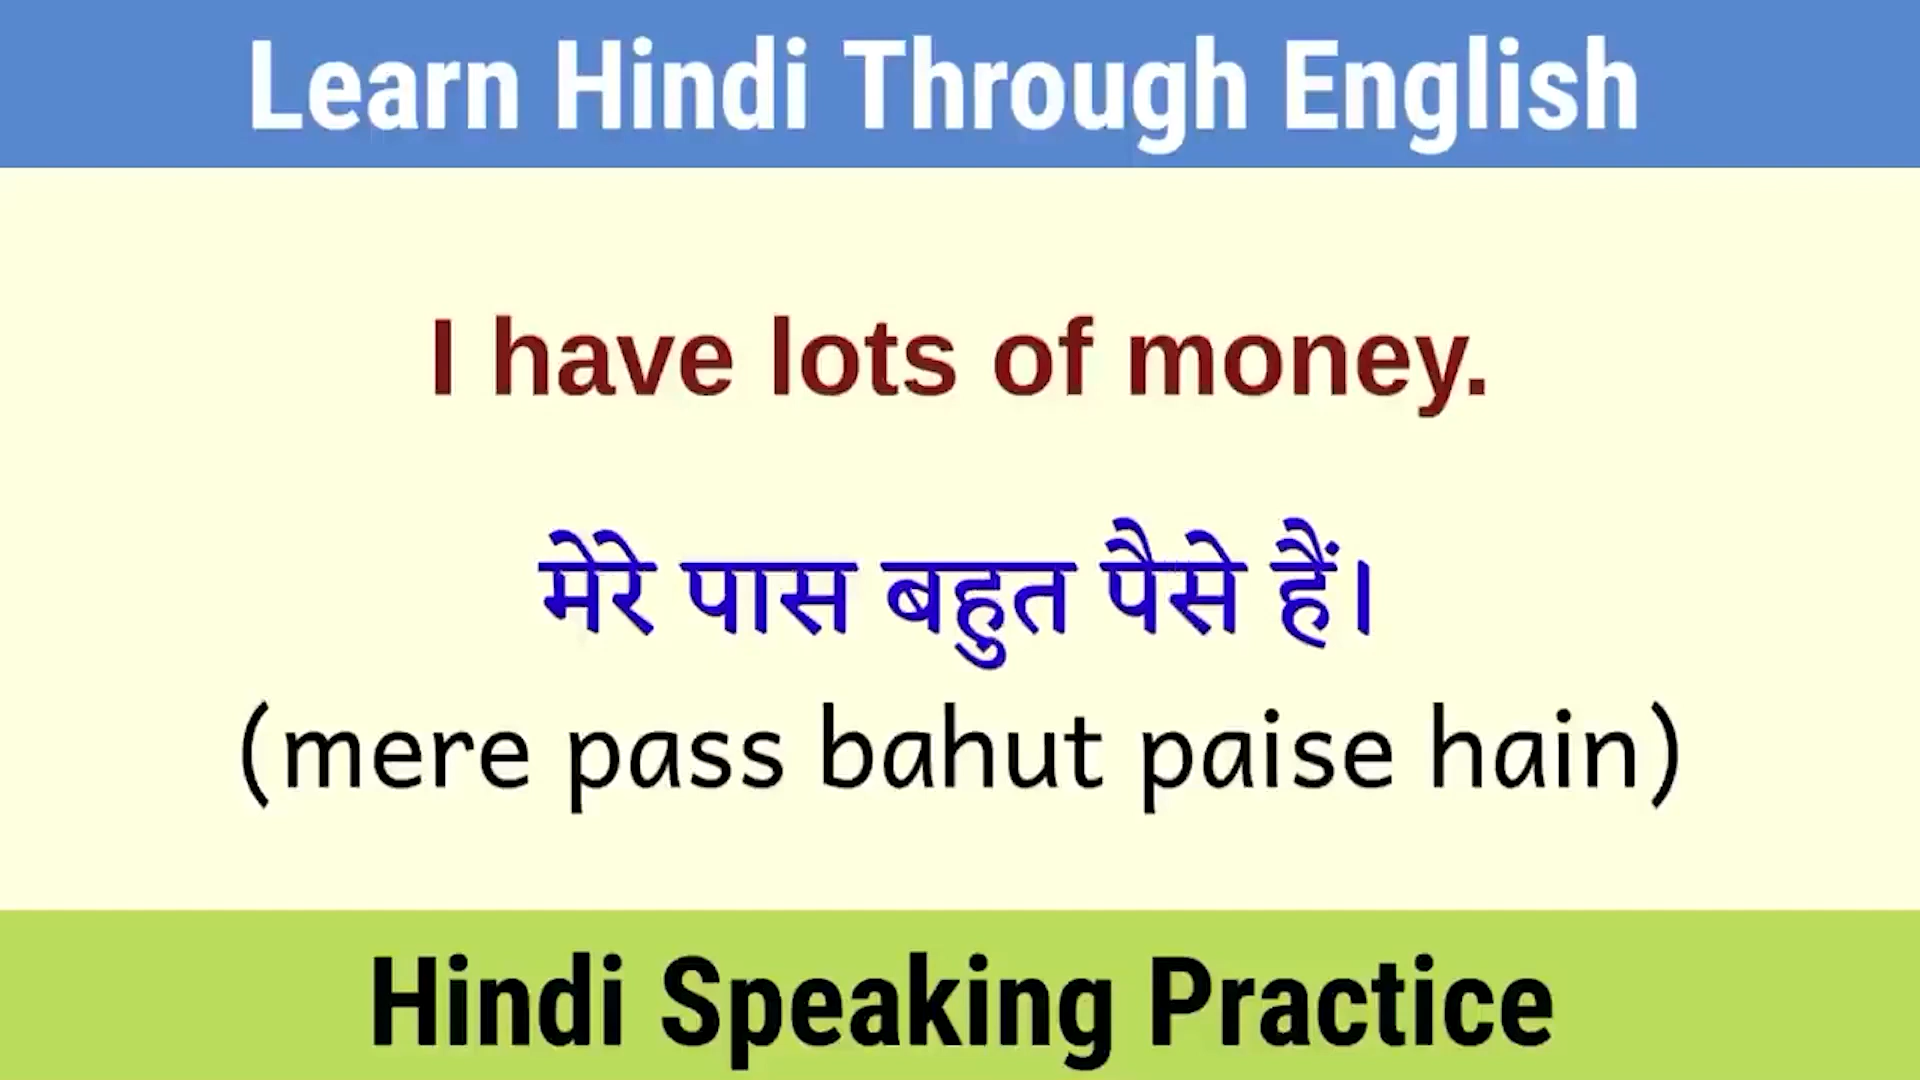 Learn Hindi Through English
I have lots of money.
मेरे पास बहुत पैसे हैं।
(mere pass bahut paise hain)
Hindi Speaking Practice